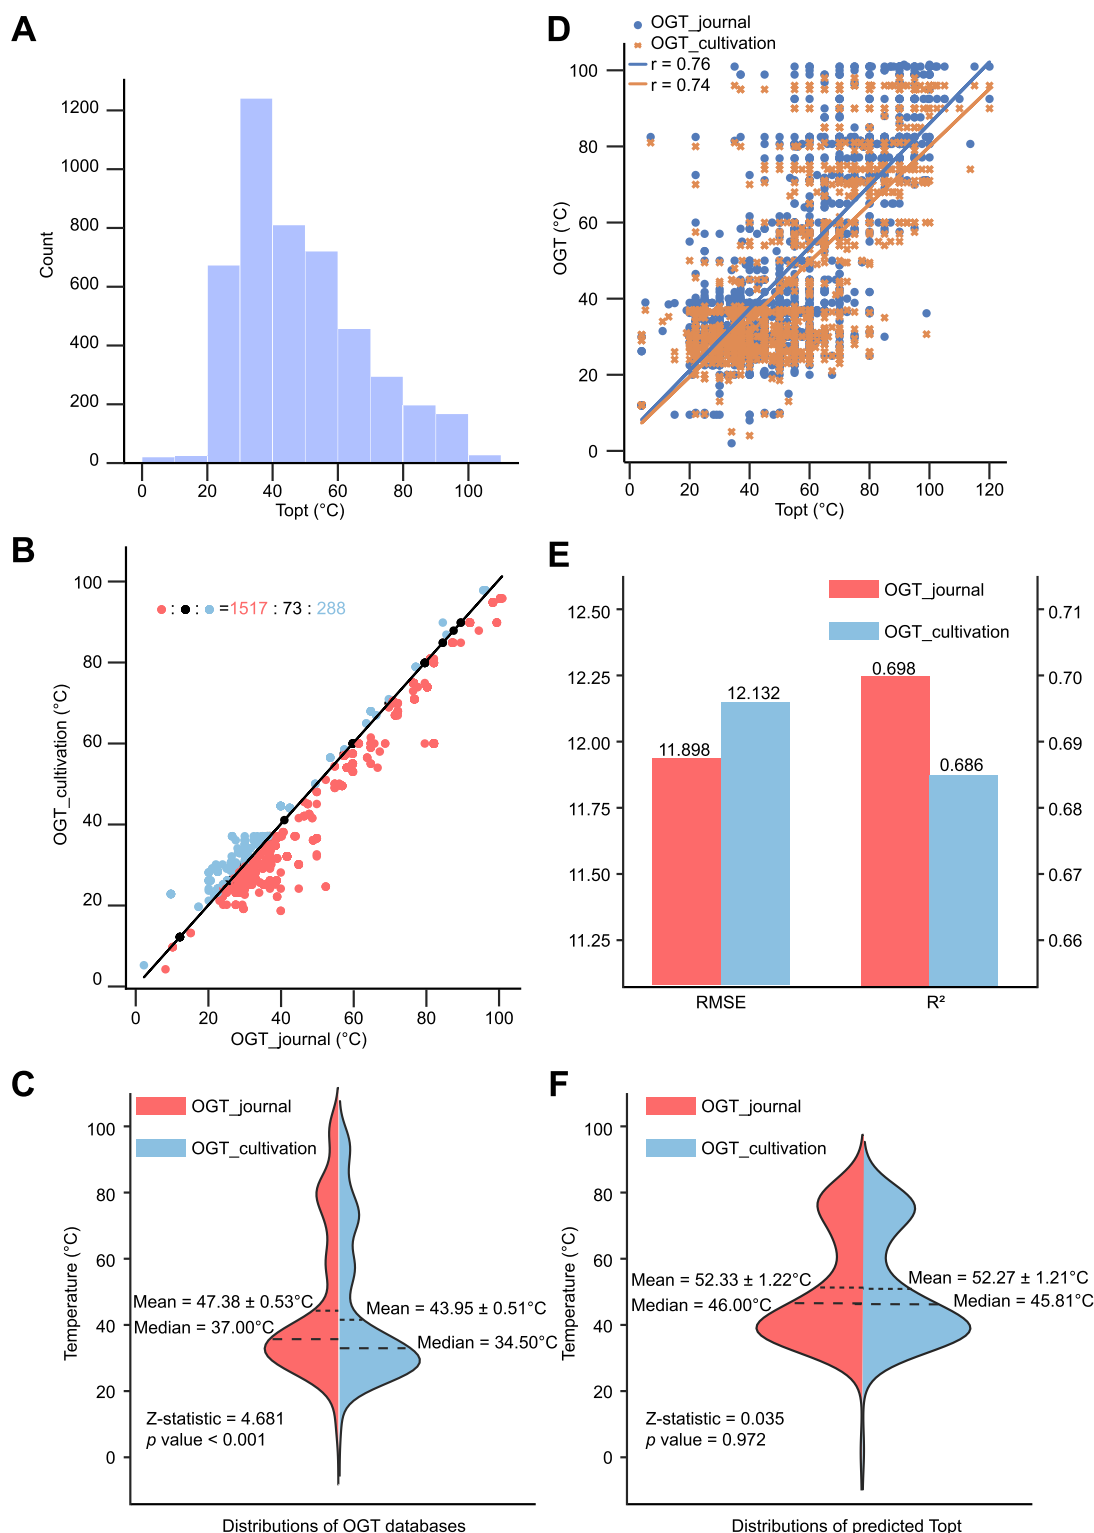 A
1200
1000
800
600
400
200
0
Count
0 20 40 60 80 100
Topt (°C)
B
100
80
60
40
20
0
OGT_cultivation (°C)
: : =1517 : 73 : 288
0 20 40 60 80 100
OGT_journal (°C)
C
OGT_journal
OGT_cultivation
100
80
60
40
20
0
Temperature (°C)
Mean = 47.38 ± 0.53°C
Median = 37.00°C
Mean = 43.95 ± 0.51°C
Median = 34.50°C
Z-statistic = 4.681
p value < 0.001
Distributions of OGT databases
D
OGT_journal
OGT_cultivation
r = 0.76
r = 0.74
100
80
60
40
20
0
OGT (°C)
0 20 40 60 80 100 120
Topt (°C)
E
OGT_journal
OGT_cultivation
12.50
12.25
12.00
11.75
11.50
11.25
0.71
0.70
0.69
0.68
0.67
0.66
11.898
12.132
0.698
0.686
RMSE R²
F
OGT_journal
OGT_cultivation
100
80
60
40
20
0
Temperature (°C)
Mean = 52.33 ± 1.22°C
Median = 46.00°C
Mean = 52.27 ± 1.21°C
Median = 45.81°C
Z-statistic = 0.035
p value = 0.972
Distributions of predicted Topt